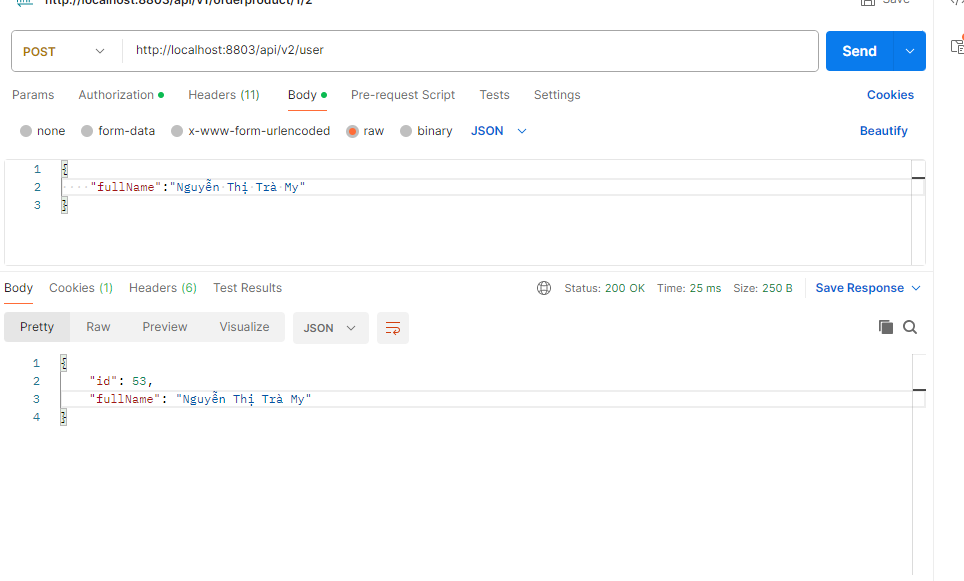 http://localhost:8803/api/v1/orderproduct/1/2
Save
POST
http://localhost:8803/api/v2/user
Send
Params Authorization Headers (11) Body Pre-request Script Tests Settings Cookies
none form-data x-www-form-urlencoded raw binary JSON Beautify
1 {
2 ····"fullName":"Nguyễn·Thị·Trà·My"
3 }
Body Cookies (1) Headers (6) Test Results Status: 200 OK Time: 25 ms Size: 250 B Save Response
Pretty Raw Preview Visualize JSON
1 {
2 "id": 53,
3 "fullName": "Nguyễn Thị Trà My"
4 }